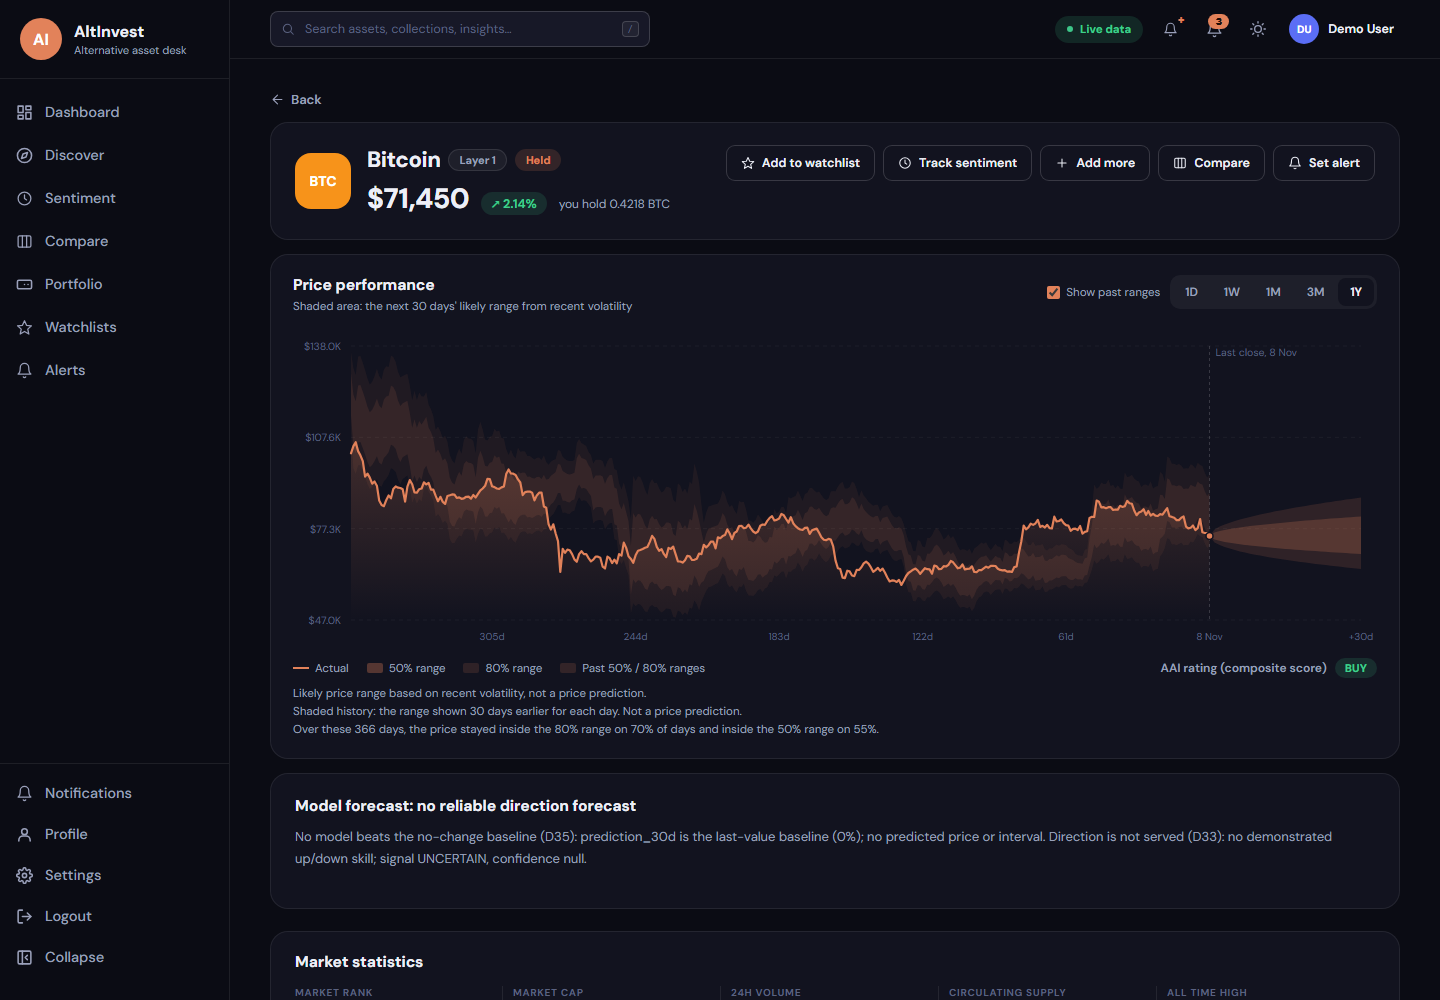 AI
AltInvest
Alternative asset desk
Search assets, collections, insights...
/
Live data
3
DU
Demo User
Dashboard
Discover
Sentiment
Compare
Portfolio
Watchlists
Alerts
Notifications
Profile
Settings
Logout
Collapse
Back
BTC
Bitcoin
Layer 1
Held
$71,450
↗ 2.14%
you hold 0.4218 BTC
Add to watchlist
Track sentiment
Add more
Compare
Set alert
Price performance
Shaded area: the next 30 days' likely range from recent volatility
Show past ranges
1D
1W
1M
3M
1Y
$138.0K
Last close, 8 Nov
$107.6K
$77.3K
$47.0K
305d
244d
183d
122d
61d
8 Nov
+30d
Actual
50% range
80% range
Past 50% / 80% ranges
AAI rating (composite score)
BUY
Likely price range based on recent volatility, not a price prediction.
Shaded history: the range shown 30 days earlier for each day. Not a price prediction.
Over these 366 days, the price stayed inside the 80% range on 70% of days and inside the 50% range on 55%.
Model forecast: no reliable direction forecast
No model beats the no-change baseline (D35): prediction_30d is the last-value baseline (0%); no predicted price or interval. Direction is not served (D33): no demonstrated
up/down skill; signal UNCERTAIN, confidence null.
Market statistics
MARKET RANK
MARKET CAP
24H VOLUME
CIRCULATING SUPPLY
ALL TIME HIGH